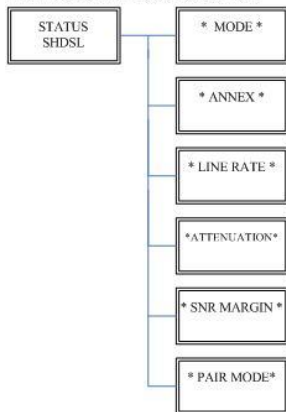 STATUS
SHDSL
* MODE *
* ANNEX *
* LINE RATE *
*ATTENUATION*
* SNR MARGIN *
* PAIR MODE*